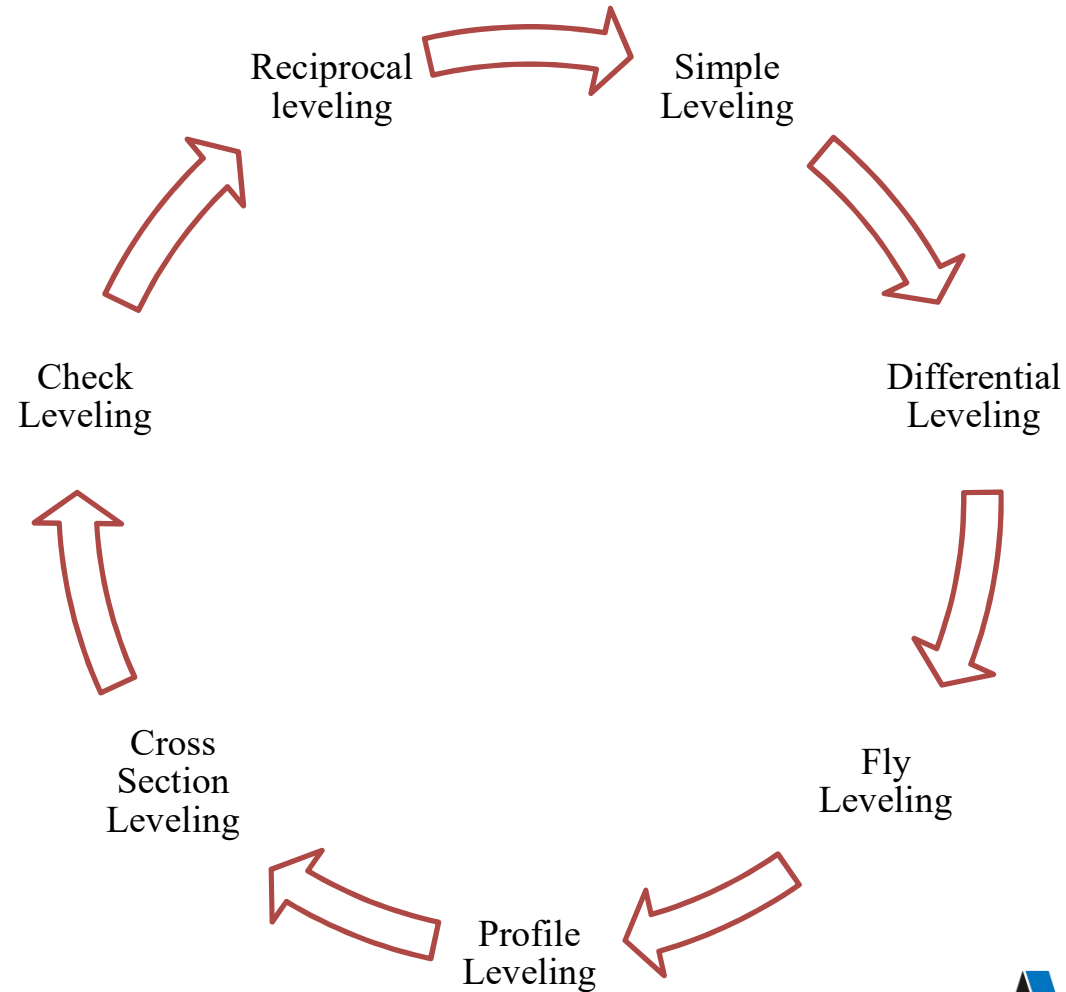 Reciprocal
leveling
Simple
Leveling
Differential
Leveling
Fly
Leveling
Profile
Leveling
Cross
Section
Leveling
Check
Leveling